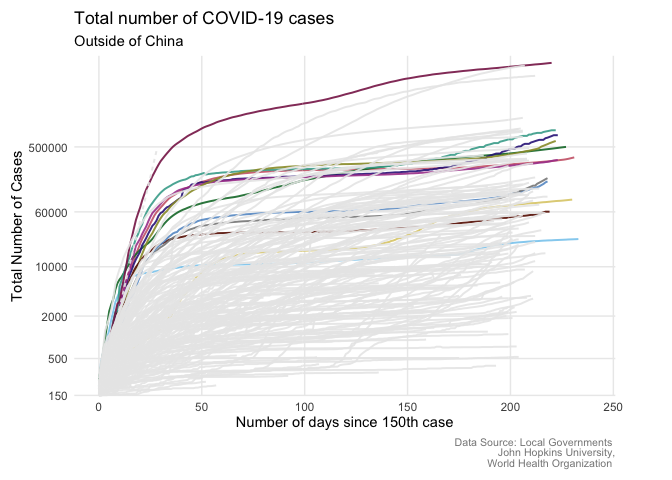 Total number of COVID-19 cases
Outside of China
Total Number of Cases
500000
60000
10000
2000
500
150
0 50 100 150 200 250
Number of days since 150th case
Data Source: Local Governments
John Hopkins University,
World Health Organization